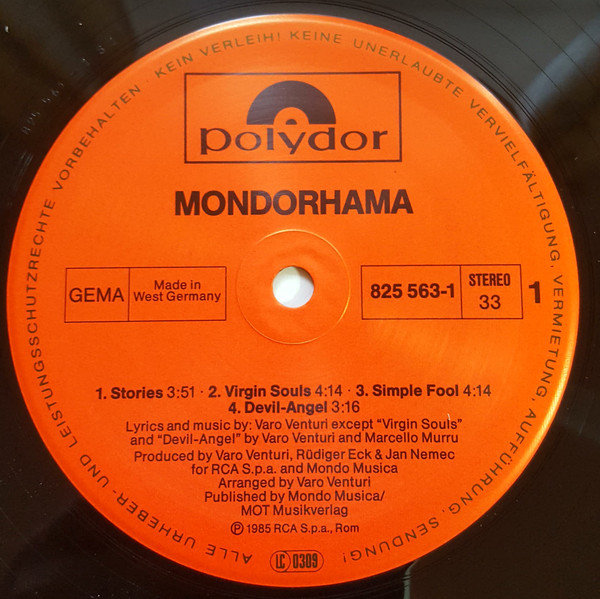 ALLE URHEBER- UND LEISTUNGSSCHUTZRECHTE VORBEHALTEN · KEIN VERLEIH! KEINE UNERLAUBTE VERVIELFÄLTIGUNG, VERMIETUNG, AUFFÜHRUNG, SENDUNG!
polydor
MONDORHAMA
GEMA
Made in
West Germany
825 563-1
STEREO
33
1
1. Stories 3:51 · 2. Virgin Souls 4:14 · 3. Simple Fool 4:14
4. Devil-Angel 3:16
Lyrics and music by: Varo Venturi except "Virgin Souls"
and "Devil-Angel" by Varo Venturi and Marcello Murru
Produced by Varo Venturi, Rüdiger Eck & Jan Nemec
for RCA S.p.a. and Mondo Musica
Arranged by Varo Venturi
Published by Mondo Musica/
MOT Musikverlag
℗ 1985 RCA S.p.a., Rom
LC 0309